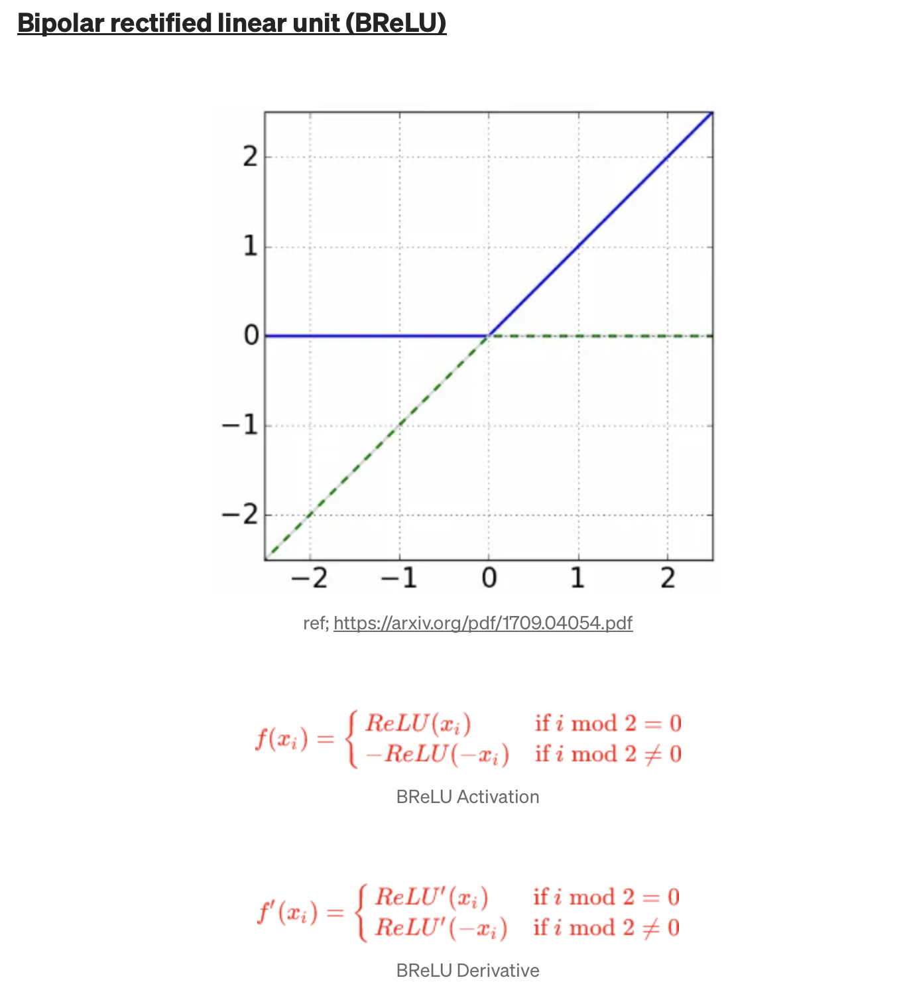 Bipolar rectified linear unit (BReLU)
2
1
0
−1
−2
−2 −1 0 1 2
ref; https://arxiv.org/pdf/1709.04054.pdf
f(xᵢ) = { ReLU(xᵢ) if i mod 2 = 0
−ReLU(−xᵢ) if i mod 2 ≠ 0
BReLU Activation
f′(xᵢ) = { ReLU′(xᵢ) if i mod 2 = 0
ReLU′(−xᵢ) if i mod 2 ≠ 0
BReLU Derivative